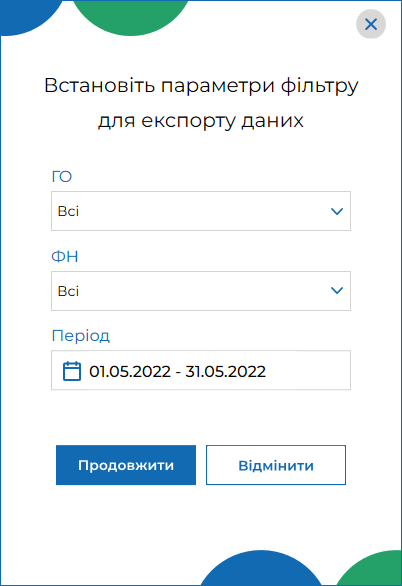 Встановіть параметри фільтру
для експорту даних
ГО
Всі
ФН
Всі
Період
01.05.2022 - 31.05.2022
Продовжити
Відмінити